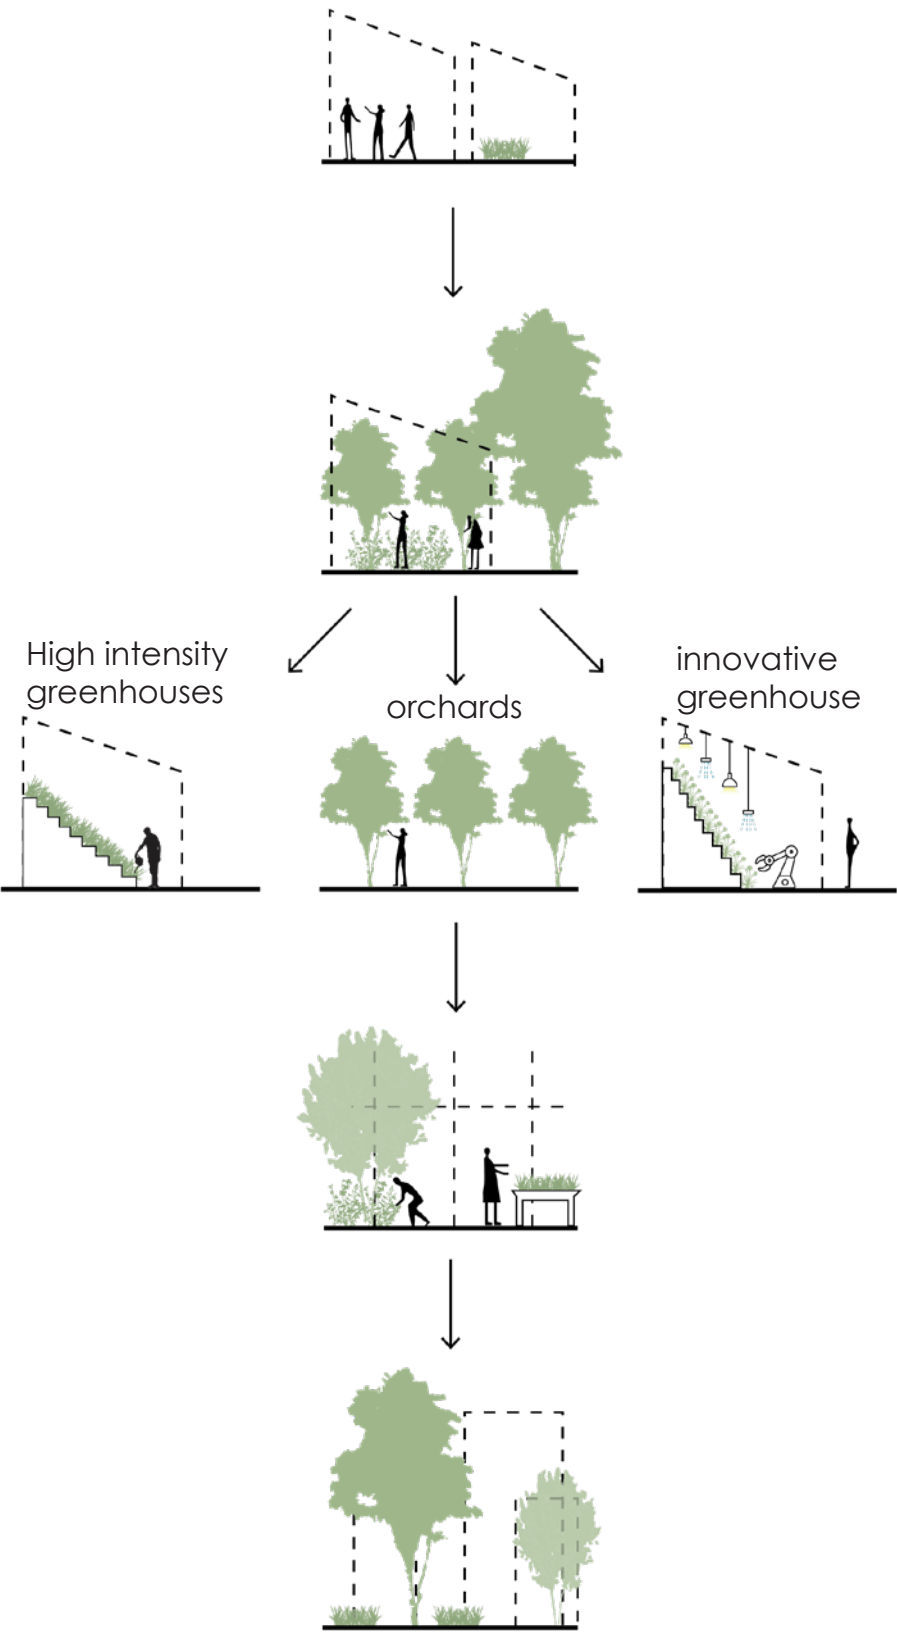 High intensity
greenhouses
orchards
innovative
greenhouse